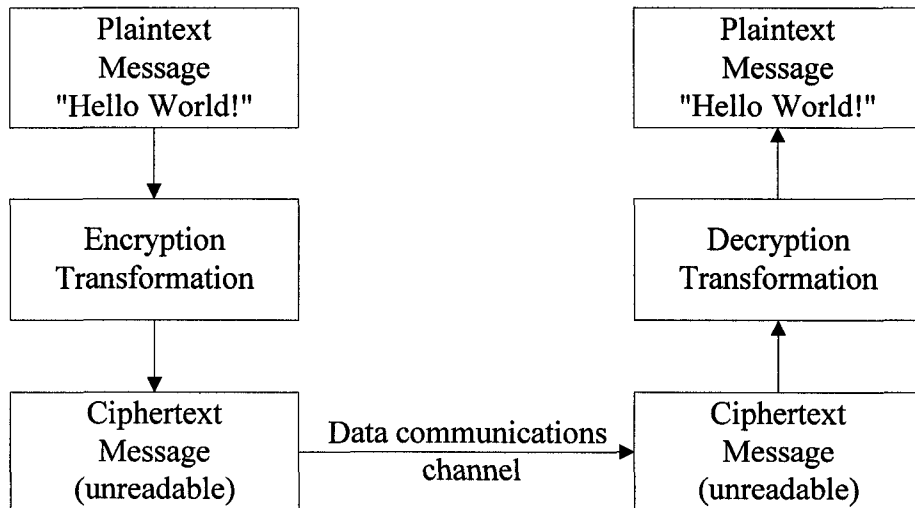 Plaintext
Message
"Hello World!"
Encryption
Transformation
Ciphertext
Message
(unreadable)
Data communications
channel
Plaintext
Message
"Hello World!"
Decryption
Transformation
Ciphertext
Message
(unreadable)